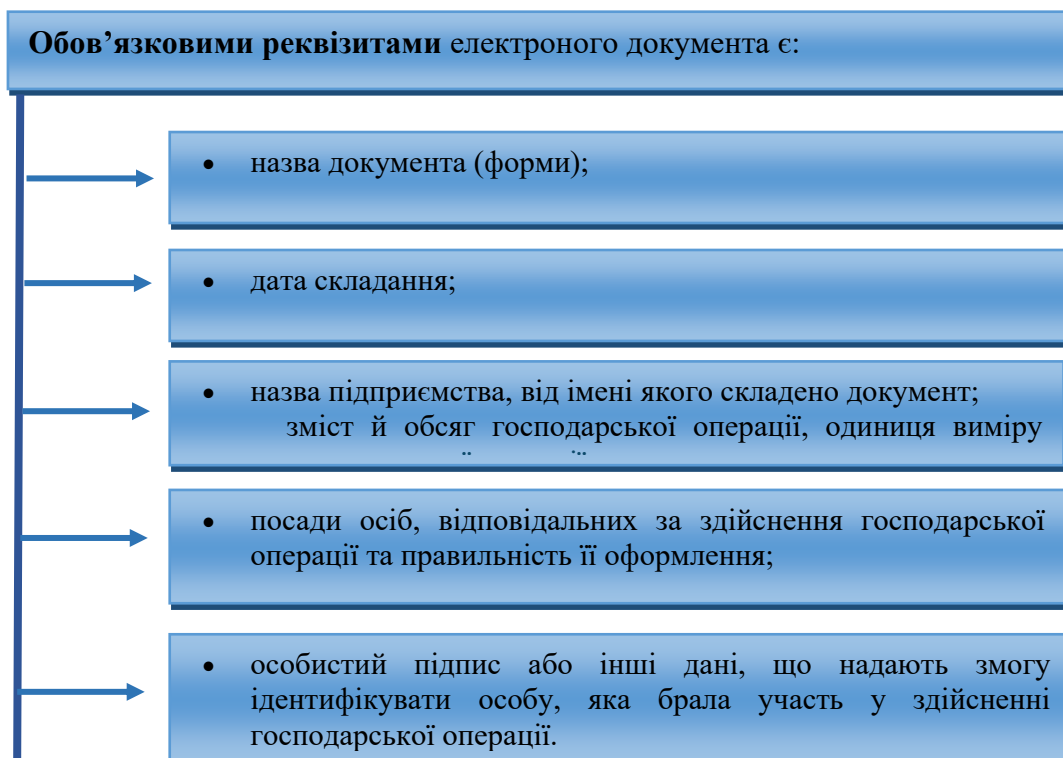 Обов’язковими реквізитами електроного документа є:
• назва документа (форми);
• дата складання;
• назва підприємства, від імені якого складено документ;
зміст й обсяг господарської операції, одиниця виміру
• посади осіб, відповідальних за здійснення господарської
операції та правильність її оформлення;
• особистий підпис або інші дані, що надають змогу
ідентифікувати особу, яка брала участь у здійсненні
господарської операції.